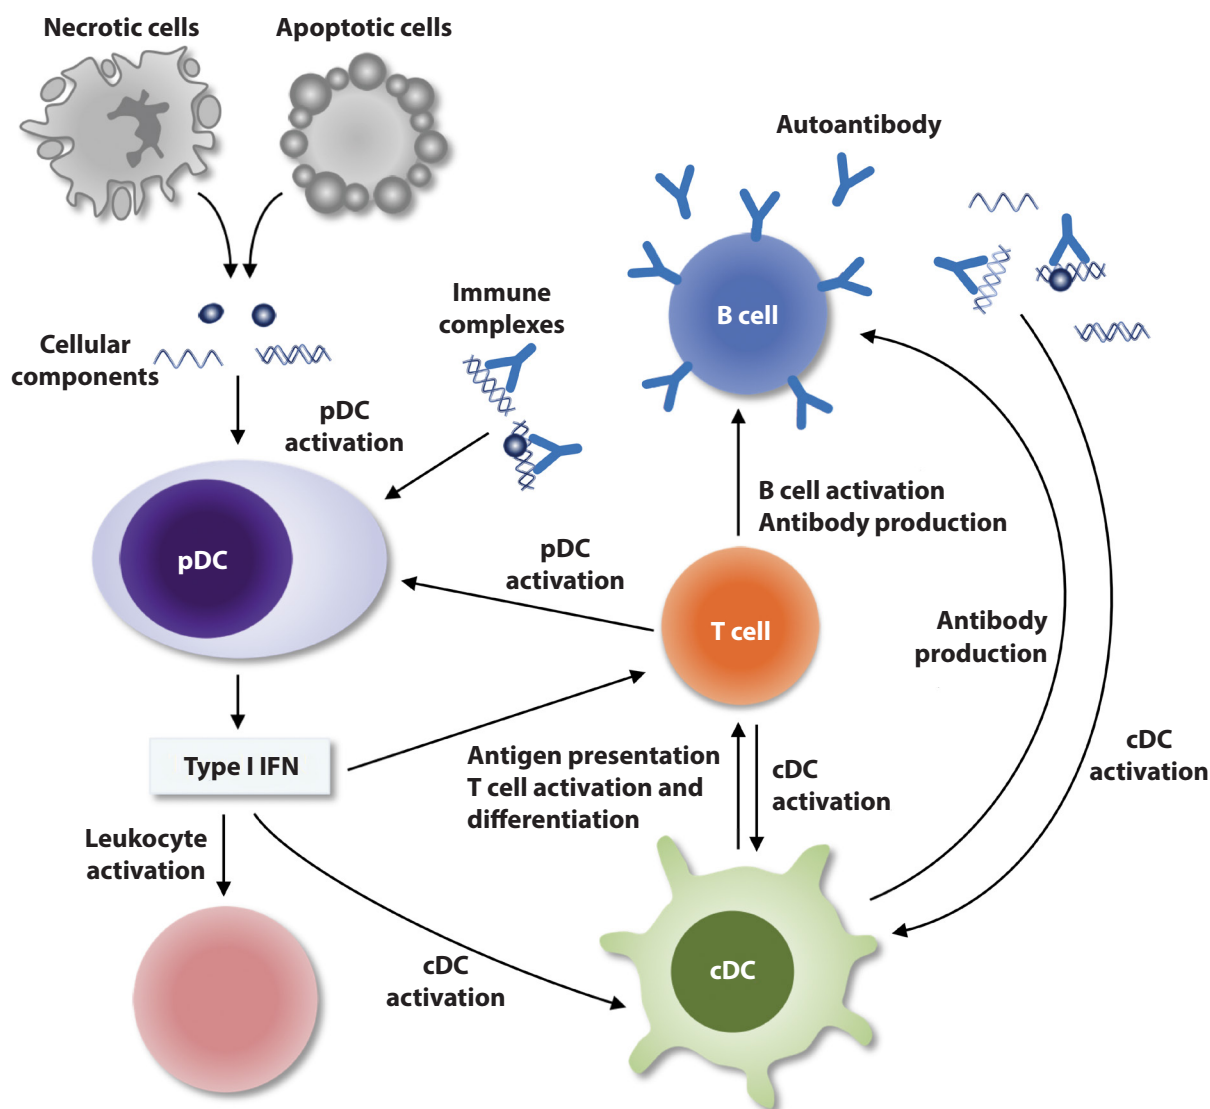 Necrotic cells
Apoptotic cells
Autoantibody
Immune
complexes
B cell
Cellular
components
pDC
activation
B cell activation
Antibody production
pDC
pDC
activation
T cell
Antibody
production
Type I IFN
Antigen presentation
T cell activation and
differentiation
cDC
activation
cDC
activation
Leukocyte
activation
cDC
activation
cDC